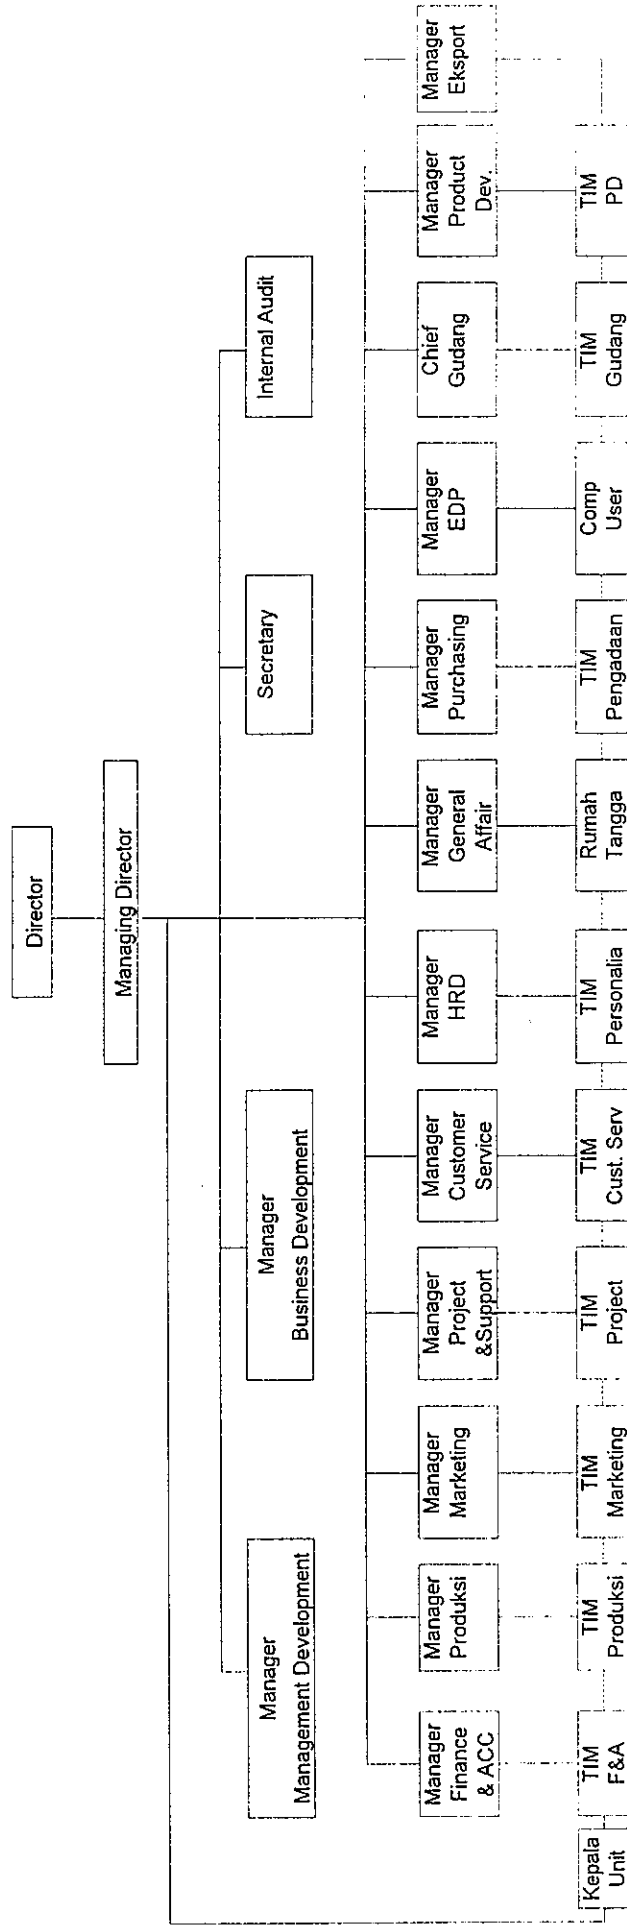 Director
Managing Director
Manager
Management Development
Manager
Business Development
Secretary
Internal Audit
Manager
Finance
& ACC
Manager
Produksi
Manager
Marketing
Manager
Project
&Support
Manager
Customer
Service
Manager
HRD
Manager
General
Affair
Manager
Purchasing
Manager
EDP
Chief
Gudang
Manager
Product
Dev.
Manager
Eksport
Kepala
Unit
TIM
F&A
TIM
Produksi
TIM
Marketing
TIM
Project
TIM
Cust. Serv
TIM
Personalia
Rumah
Tangga
TIM
Pengadaan
Comp
User
TIM
Gudang
TIM
PD